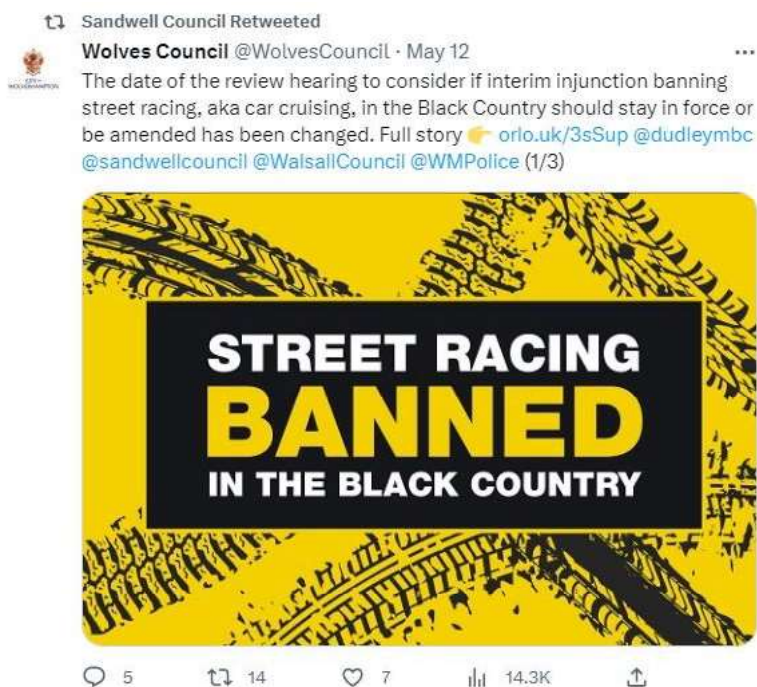 Sandwell Council Retweeted
Wolves Council @WolvesCouncil · May 12
The date of the review hearing to consider if interim injunction banning
street racing, aka car cruising, in the Black Country should stay in force or
be amended has been changed. Full story 👉 orlo.uk/3sSup @dudleymbc
@sandwellcouncil @WalsallCouncil @WMPolice (1/3)
STREET RACING
BANNED
IN THE BLACK COUNTRY
5 14 7 14.3K